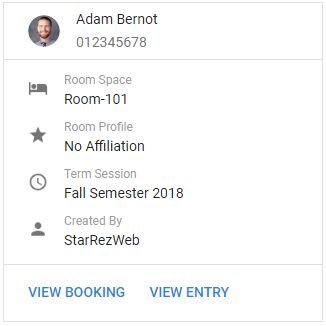 Adam Bernot
012345678
Room Space
Room-101
Room Profile
No Affiliation
Term Session
Fall Semester 2018
Created By
StarRezWeb
VIEW BOOKING VIEW ENTRY